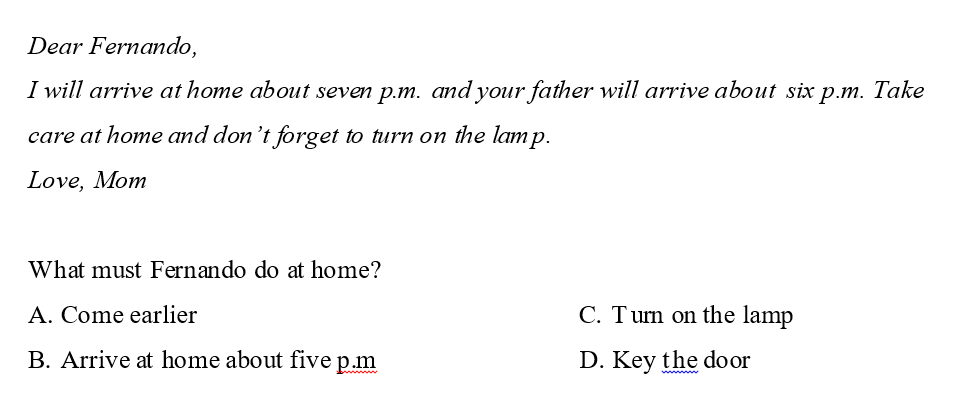 Dear Fernando,
I will arrive at home about seven p.m. and your father will arrive about six p.m. Take
care at home and don’t forget to turn on the lamp.
Love, Mom
What must Fernando do at home?
A. Come earlier
C. Turn on the lamp
B. Arrive at home about five p.m
D. Key the door